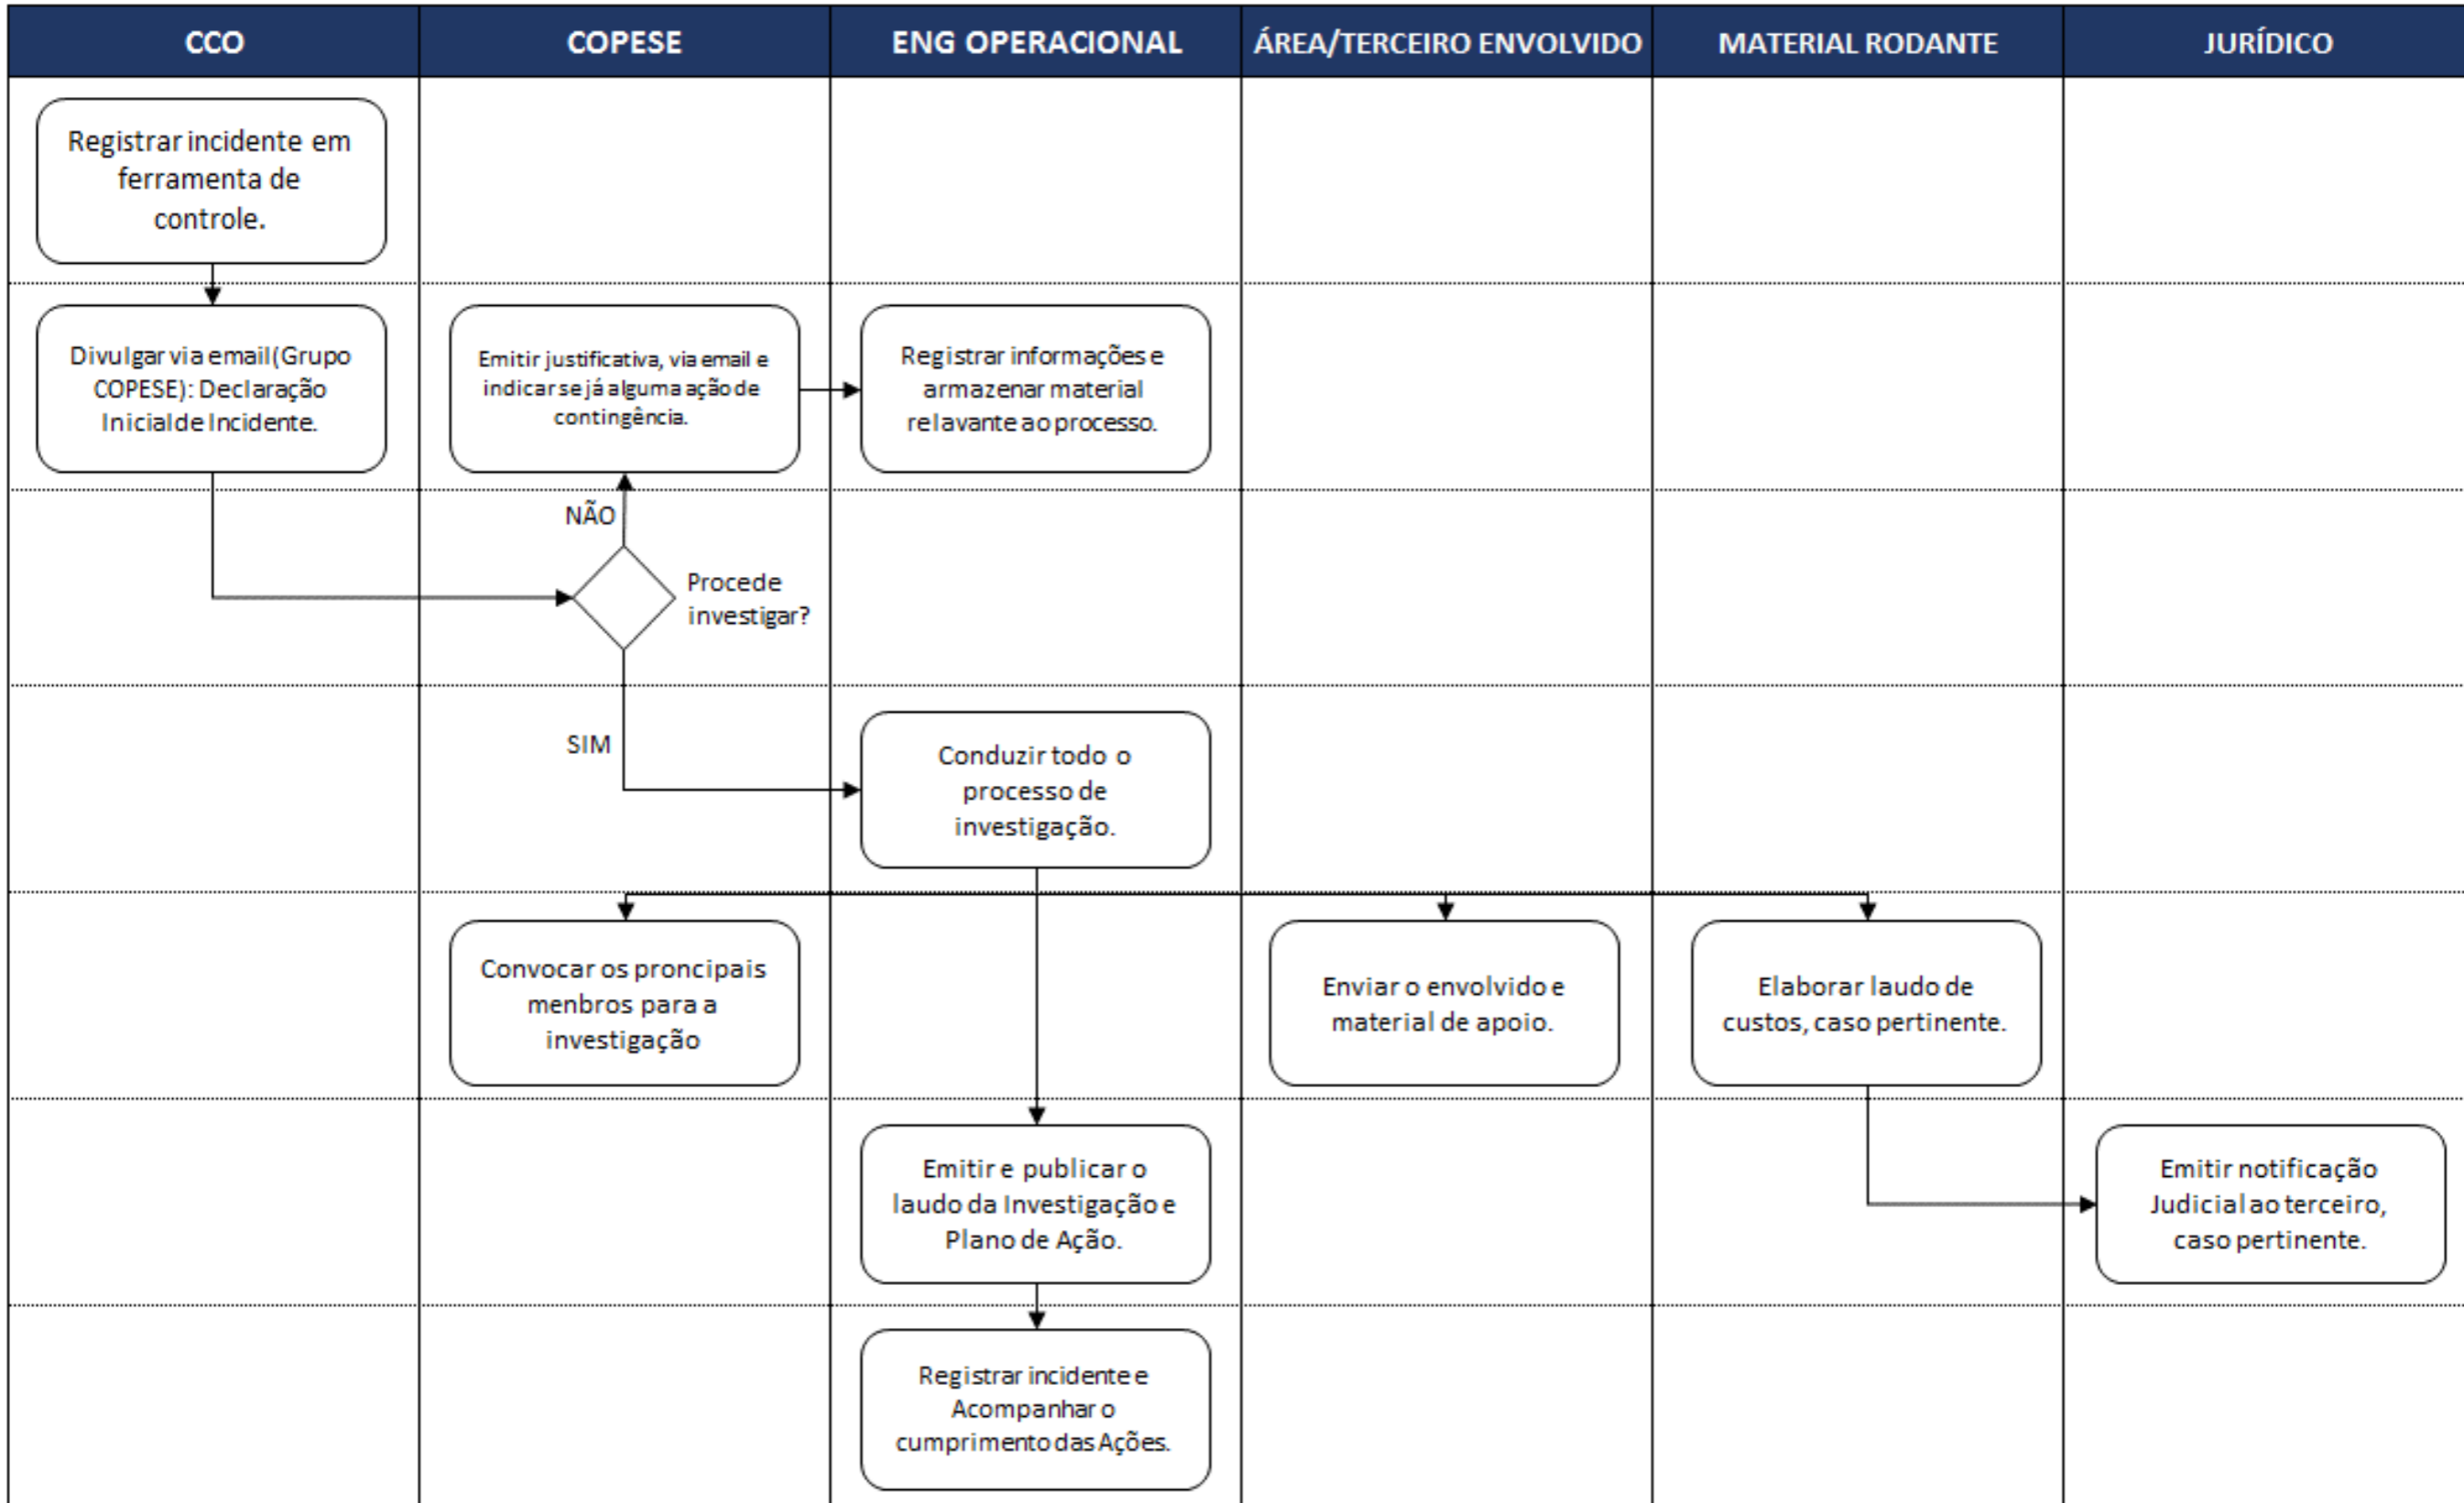 CCO
COPESE
ENG OPERACIONAL
ÁREA/TERCEIRO ENVOLVIDO
MATERIAL RODANTE
JURÍDICO
Registrar incidente em
ferramenta de
controle.
Divulgar via email (Grupo
COPESE): Declaração
Inicial de Incidente.
Emitir justificativa, via email e
indicar se já alguma ação de
contingência.
Registrar informações e
armazenar material
relavante ao processo.
NÃO
Procede
investigar?
SIM
Conduzir todo o
processo de
investigação.
Convocar os proncipais
menbros para a
investigação
Enviar o envolvido e
material de apoio.
Elaborar laudo de
custos, caso pertinente.
Emitir e publicar o
laudo da Investigação e
Plano de Ação.
Emitir notificação
Judicial ao terceiro,
caso pertinente.
Registrar incidente e
Acompanhar o
cumprimento das Ações.